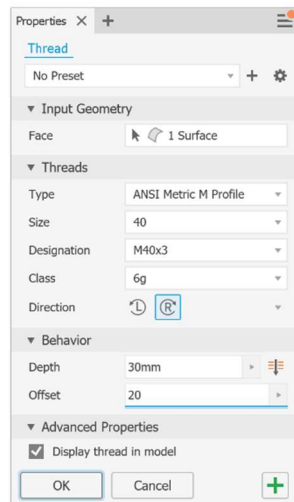 Properties × +
Thread
No Preset
Input Geometry
Face 1 Surface
Threads
Type ANSI Metric M Profile
Size 40
Designation M40x3
Class 6g
Direction L R
Behavior
Depth 30mm
Offset 20
Advanced Properties
Display thread in model
OK Cancel